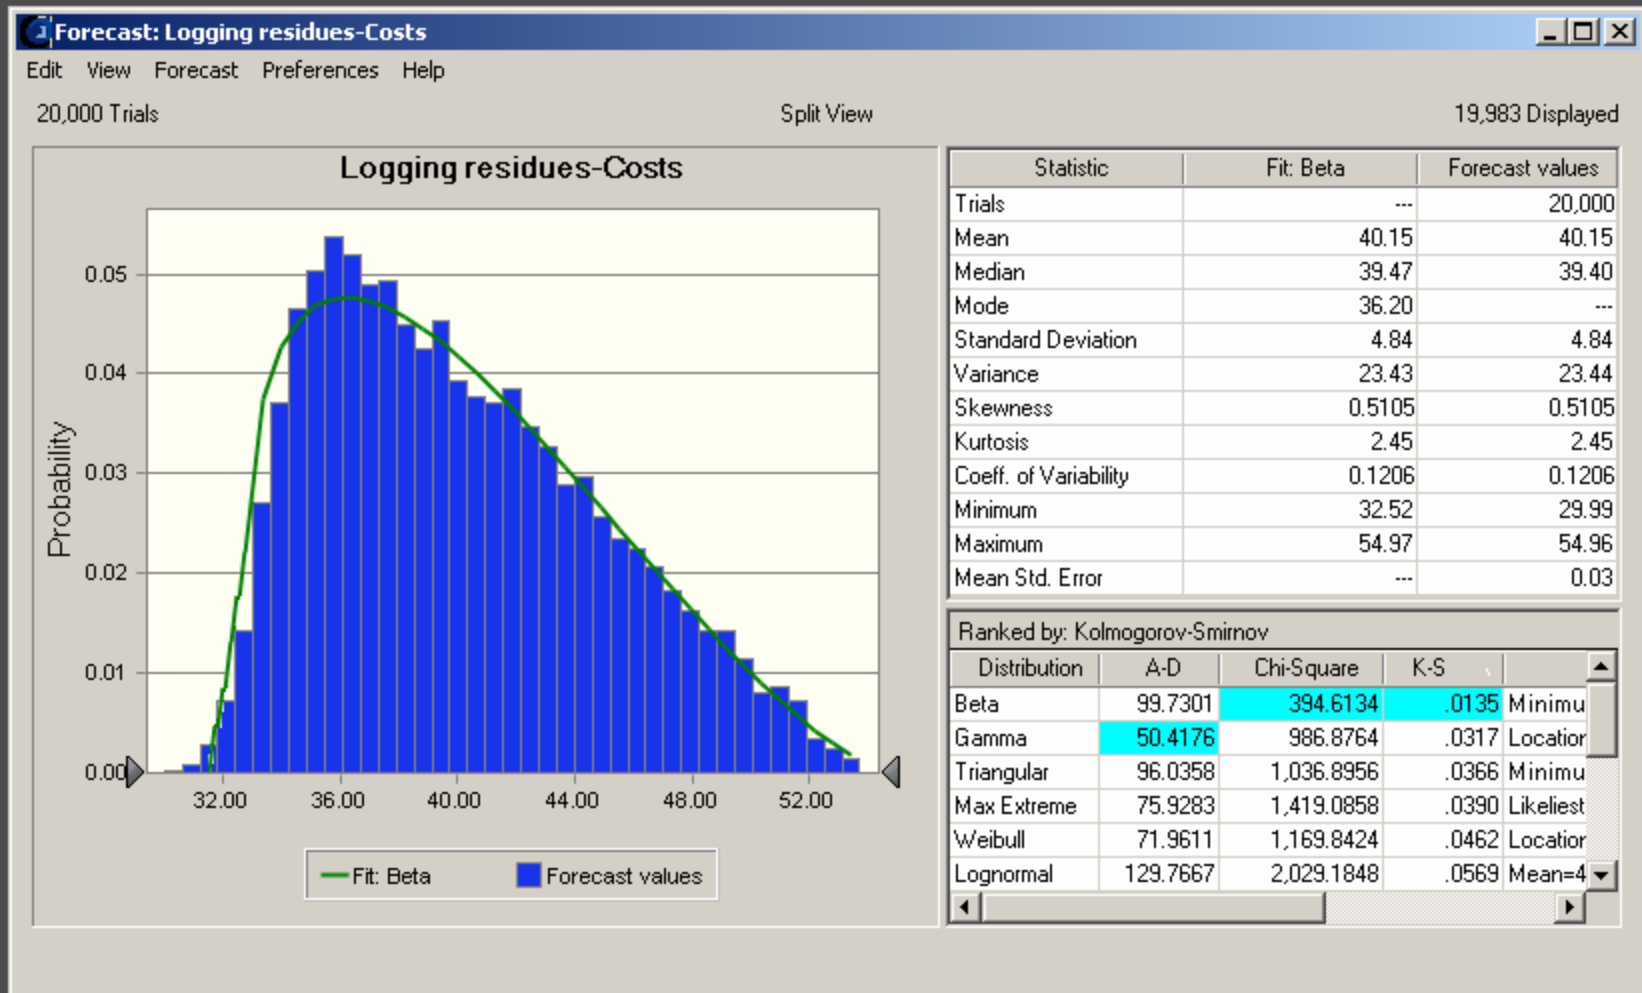 Forecast: Logging residues-Costs
Edit View Forecast Preferences Help
20,000 Trials Split View 19,983 Displayed
Logging residues-Costs
Probability
0.05
0.04
0.03
0.02
0.01
0.00
32.00 36.00 40.00 44.00 48.00 52.00
Fit: Beta Forecast values
Statistic Fit: Beta Forecast values
Trials --- 20,000
Mean 40.15 40.15
Median 39.47 39.40
Mode 36.20 ---
Standard Deviation 4.84 4.84
Variance 23.43 23.44
Skewness 0.5105 0.5105
Kurtosis 2.45 2.45
Coeff. of Variability 0.1206 0.1206
Minimum 32.52 29.99
Maximum 54.97 54.96
Mean Std. Error --- 0.03
Ranked by: Kolmogorov-Smirnov
Distribution A-D Chi-Square K-S
Beta 99.7301 394.6134 .0135 Minimu
Gamma 50.4176 986.8764 .0317 Location
Triangular 96.0358 1,036.8956 .0366 Minimu
Max Extreme 75.9283 1,419.0858 .0390 Likeliest
Weibull 71.9611 1,169.8424 .0462 Location
Lognormal 129.7667 2,029.1848 .0569 Mean=4